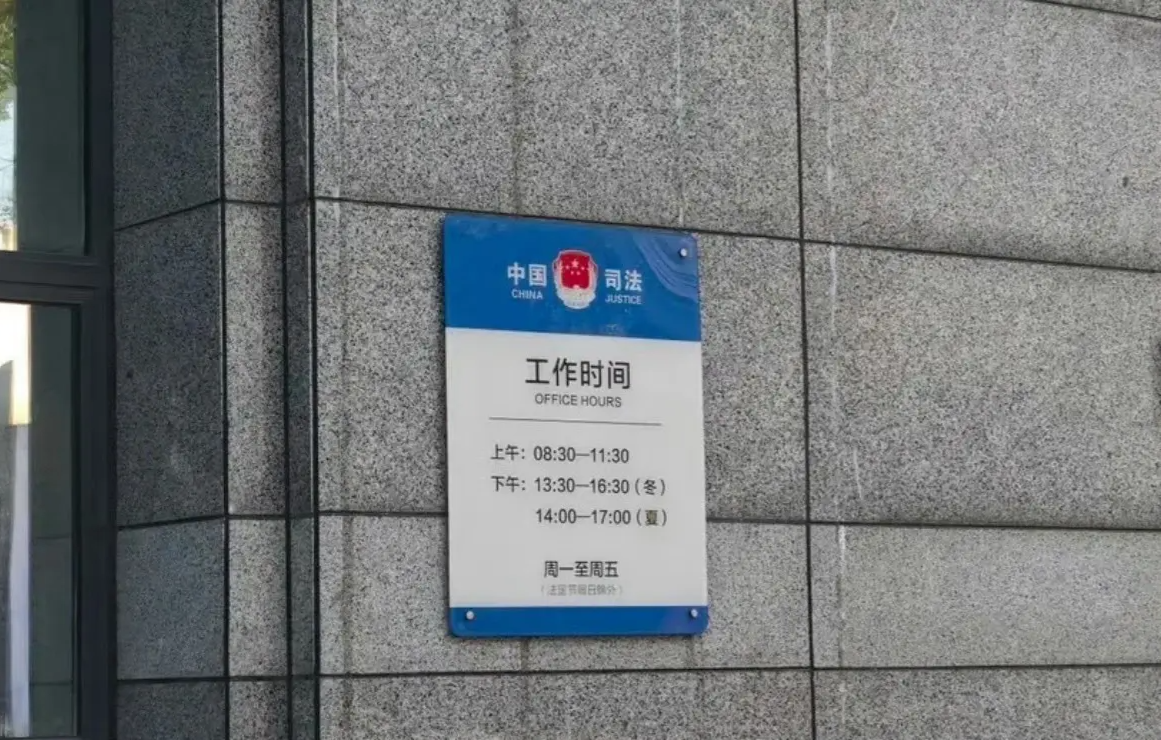 中国 司法
CHINA JUSTICE
工作时间
OFFICE HOURS
上午：08:30—11:30
下午：13:30—16:30（冬）
14:00—17:00（夏）
周一至周五
（法定节假日除外）